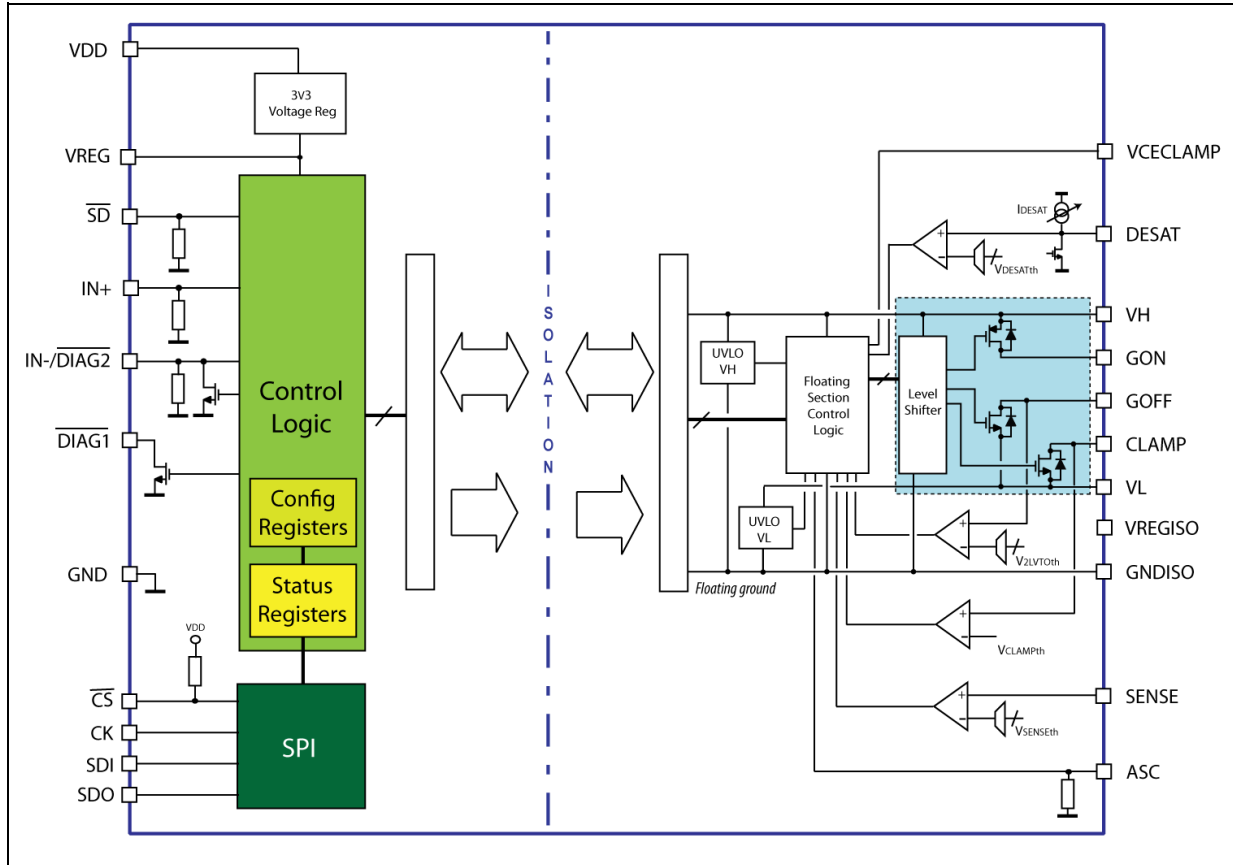 VDD
3V3
Voltage Reg
VREG
SD
IN+
IN-/DIAG2
DIAG1
GND
VDD
CS
CK
SDI
SDO
Control
Logic
Config
Registers
Status
Registers
SPI
ISOLATION
UVLO
VH
Floating
Section
Control
Logic
Level
Shifter
UVLO
VL
Floating ground
IDESAT
+
−
VDESATth
+
−
V2LVTOth
+
−
VCLAMPth
+
−
VSENSEth
VCECLAMP
DESAT
VH
GON
GOFF
CLAMP
VL
VREGISO
GNDISO
SENSE
ASC